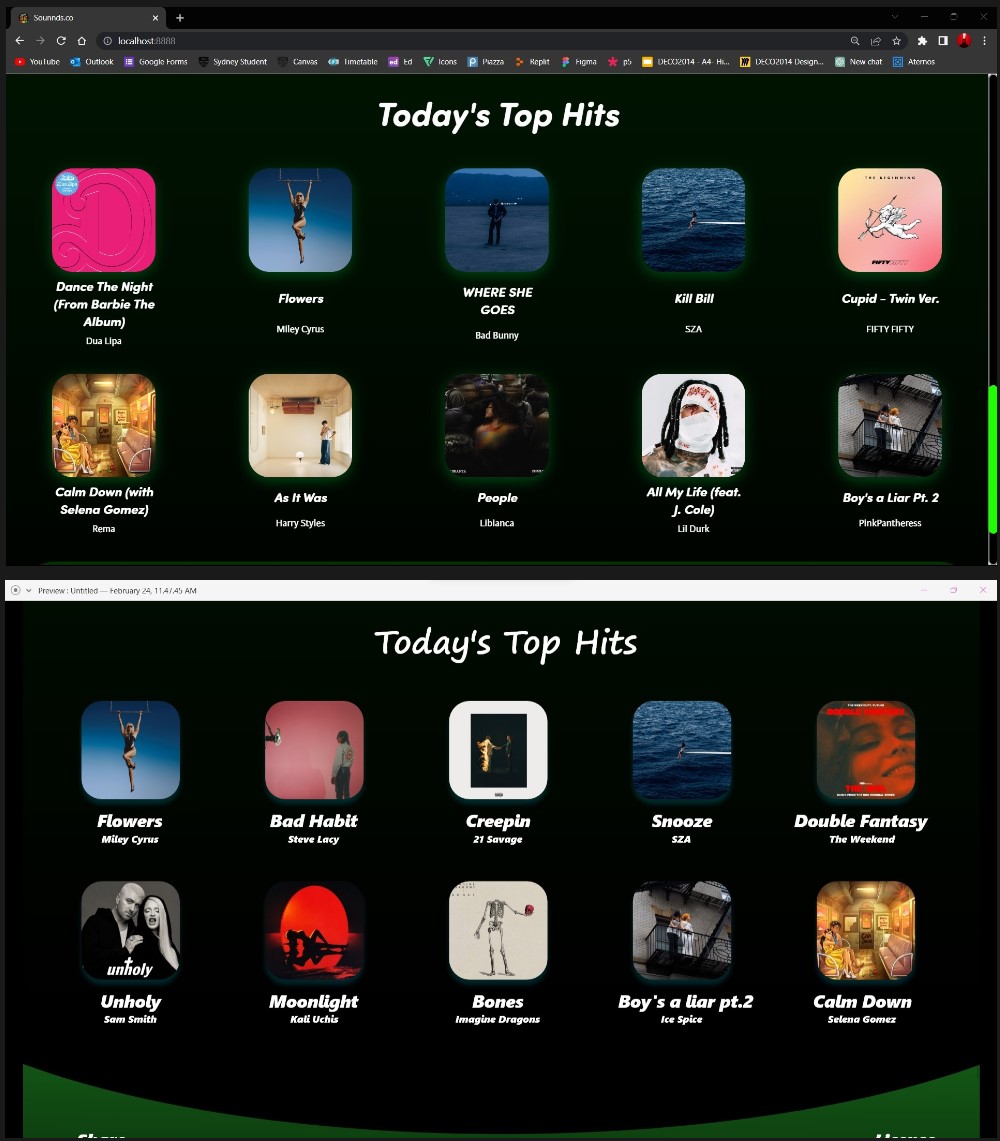 Sounnds.co
localhost:8888
YouTube Outlook Google Forms Sydney Student Canvas Timetable Ed Icons Piazza Replit Figma p5 DECO2014 - A4- Hi... DECO2014 Design... New chat Aternos
Today's Top Hits
THE BEGINNING
FIFTYFIFTY
Dance The Night
(From Barbie The
Album)
Dua Lipa
Flowers
Miley Cyrus
WHERE SHE
GOES
Bad Bunny
Kill Bill
SZA
Cupid – Twin Ver.
FIFTY FIFTY
Calm Down (with
Selena Gomez)
Rema
As It Was
Harry Styles
People
Libianca
All My Life (feat.
J. Cole)
Lil Durk
Boy's a Liar Pt. 2
PinkPantheress
Preview : Untitled — February 24, 11.47.45 AM
Today's Top Hits
Flowers
Miley Cyrus
Bad Habit
Steve Lacy
Creepin
21 Savage
Snooze
SZA
Double Fantasy
The Weekend
unholy
Unholy
Sam Smith
Moonlight
Kali Uchis
Bones
Imagine Dragons
Boy's a liar pt.2
Ice Spice
Calm Down
Selena Gomez